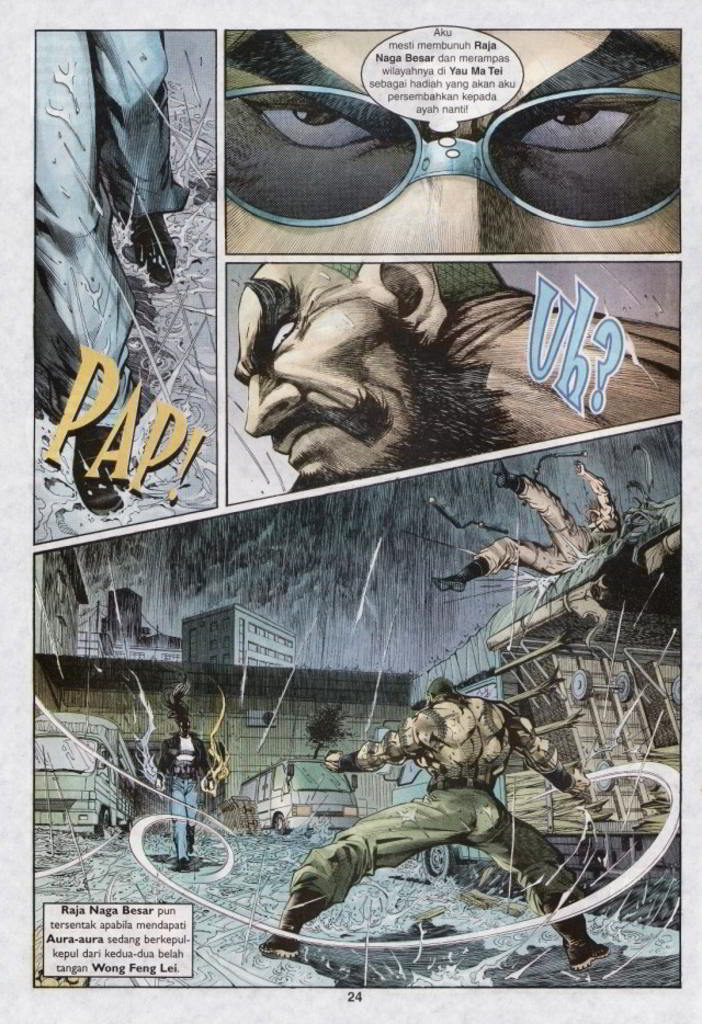 Aku
mesti membunuh Raja
Naga Besar dan merampas
wilayahnya di Yau Ma Tei
sebagai hadiah yang akan aku
persembahkan kepada
ayah nanti!
PAP!
Uh?
Raja Naga Besar pun
tersentak apabila mendapati
Aura-aura sedang berkepul-
kepul dari kedua-dua belah
tangan Wong Feng Lei.
24